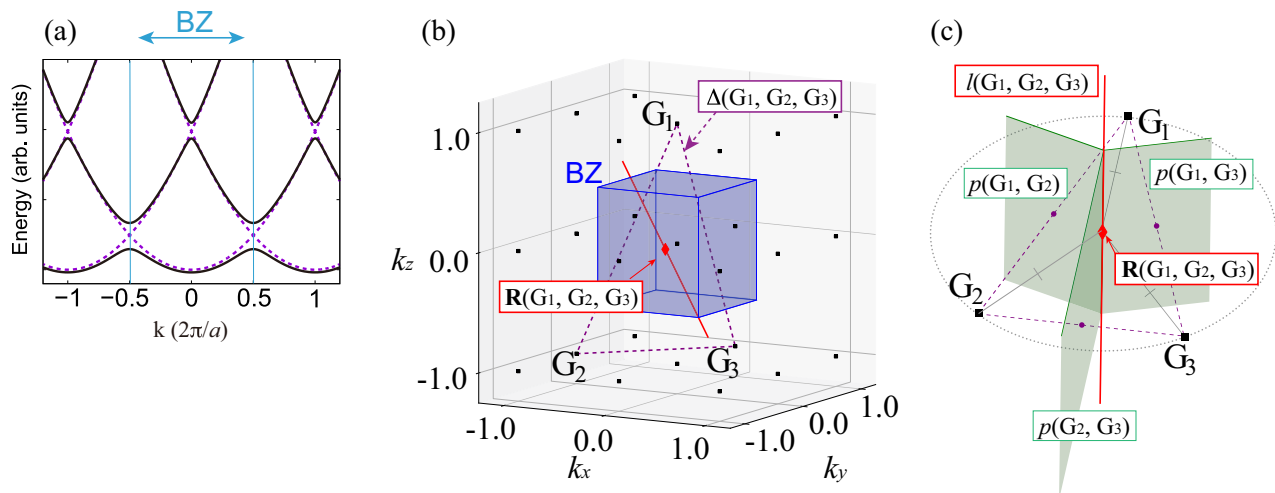 (a)
BZ
Energy (arb. units)
−1
−0.5
0
0.5
1
k (2π/a)
(b)
Δ(G1, G2, G3)
G1
BZ
R(G1, G2, G3)
G2
G3
1.0
0.0
-1.0
kz
-1.0
0.0
1.0
kx
-1.0
0.0
1.0
ky
(c)
l(G1, G2, G3)
G1
p(G1, G2)
p(G1, G3)
R(G1, G2, G3)
G2
G3
p(G2, G3)